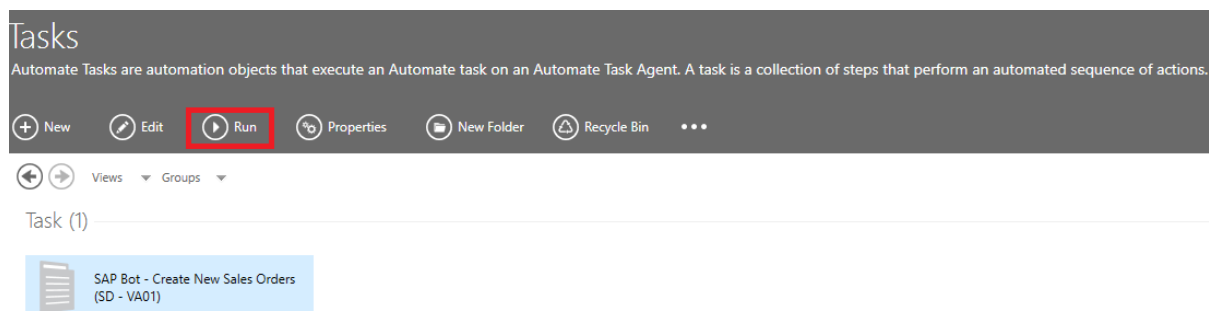 Tasks
Automate Tasks are automation objects that execute an Automate task on an Automate Task Agent. A task is a collection of steps that perform an automated sequence of actions.
New Edit Run Properties New Folder Recycle Bin •••
Views Groups
Task (1)
SAP Bot - Create New Sales Orders
(SD - VA01)